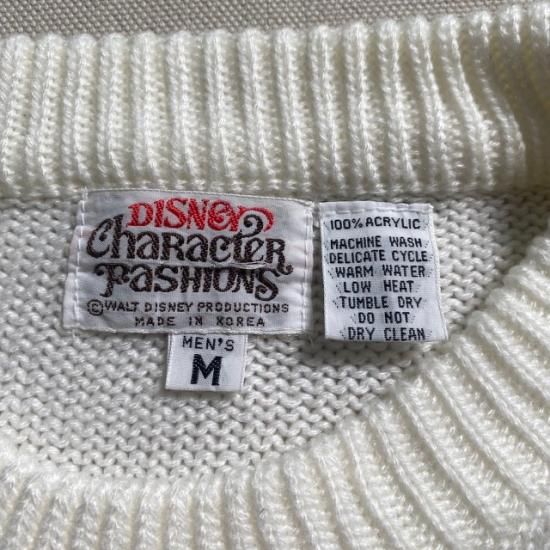 DISNEY
Character
FASHIONS
©WALT DISNEY PRODUCTIONS
MADE IN KOREA
MEN'S
M
100% ACRYLIC
MACHINE WASH
DELICATE CYCLE
WARM WATER
LOW HEAT
TUMBLE DRY
DO NOT
DRY CLEAN